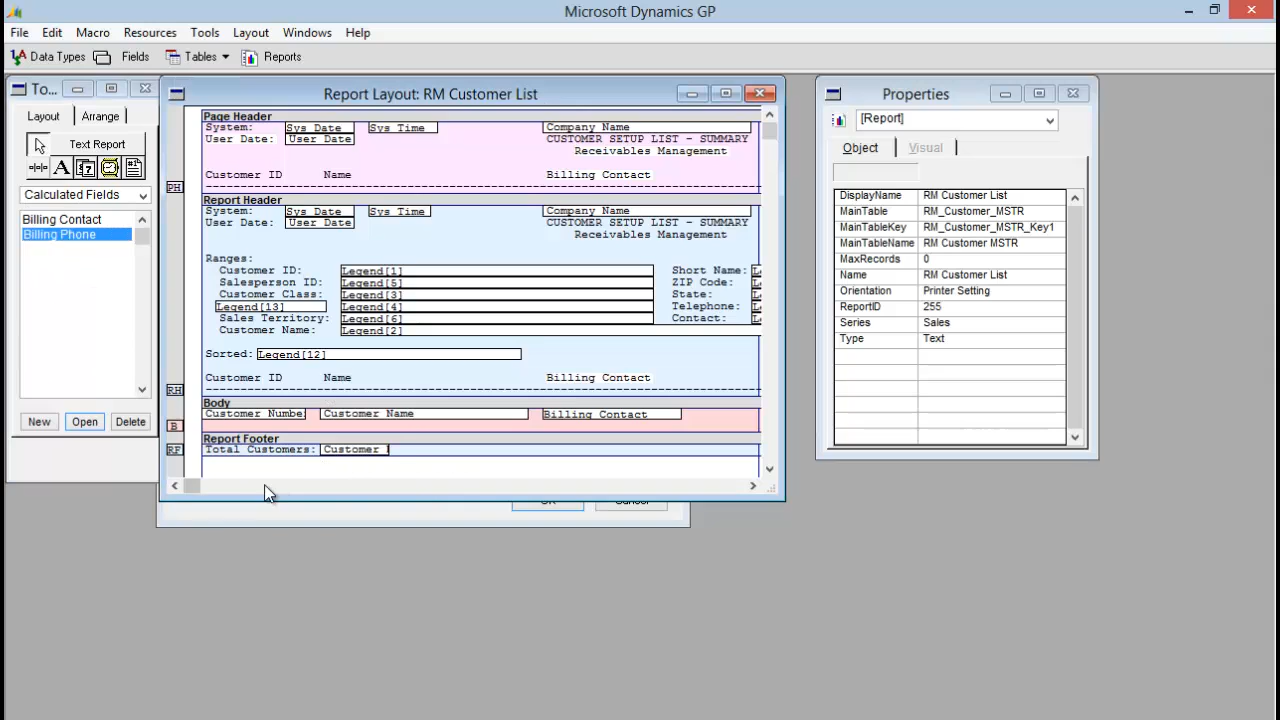 Microsoft Dynamics GP
File Edit Macro Resources Tools Layout Windows Help
Data Types Fields Tables Reports
To...
Layout Arrange
Text Report
A
Calculated Fields
Billing Contact
Billing Phone
New Open Delete
Report Layout: RM Customer List
Page Header
System: Sys Date Sys Time Company Name
User Date: User Date CUSTOMER SETUP LIST - SUMMARY
Receivables Management
Customer ID Name Billing Contact
PH
Report Header
System: Sys Date Sys Time Company Name
User Date: User Date CUSTOMER SETUP LIST - SUMMARY
Receivables Management
Ranges:
Customer ID: Legend[1] Short Name:
Salesperson ID: Legend[5] ZIP Code:
Customer Class: Legend[3] State:
Legend[13] Legend[4] Telephone:
Sales Territory: Legend[6] Contact:
Customer Name: Legend[2]
Sorted: Legend[12]
Customer ID Name Billing Contact
RH
Body
Customer Numbe Customer Name Billing Contact
B
Report Footer
RF Total Customers: Customer
Properties
[Report]
Object Visual
DisplayName RM Customer List
MainTable RM_Customer_MSTR
MainTableKey RM_Customer_MSTR_Key1
MainTableName RM Customer MSTR
MaxRecords 0
Name RM Customer List
Orientation Printer Setting
ReportID 255
Series Sales
Type Text